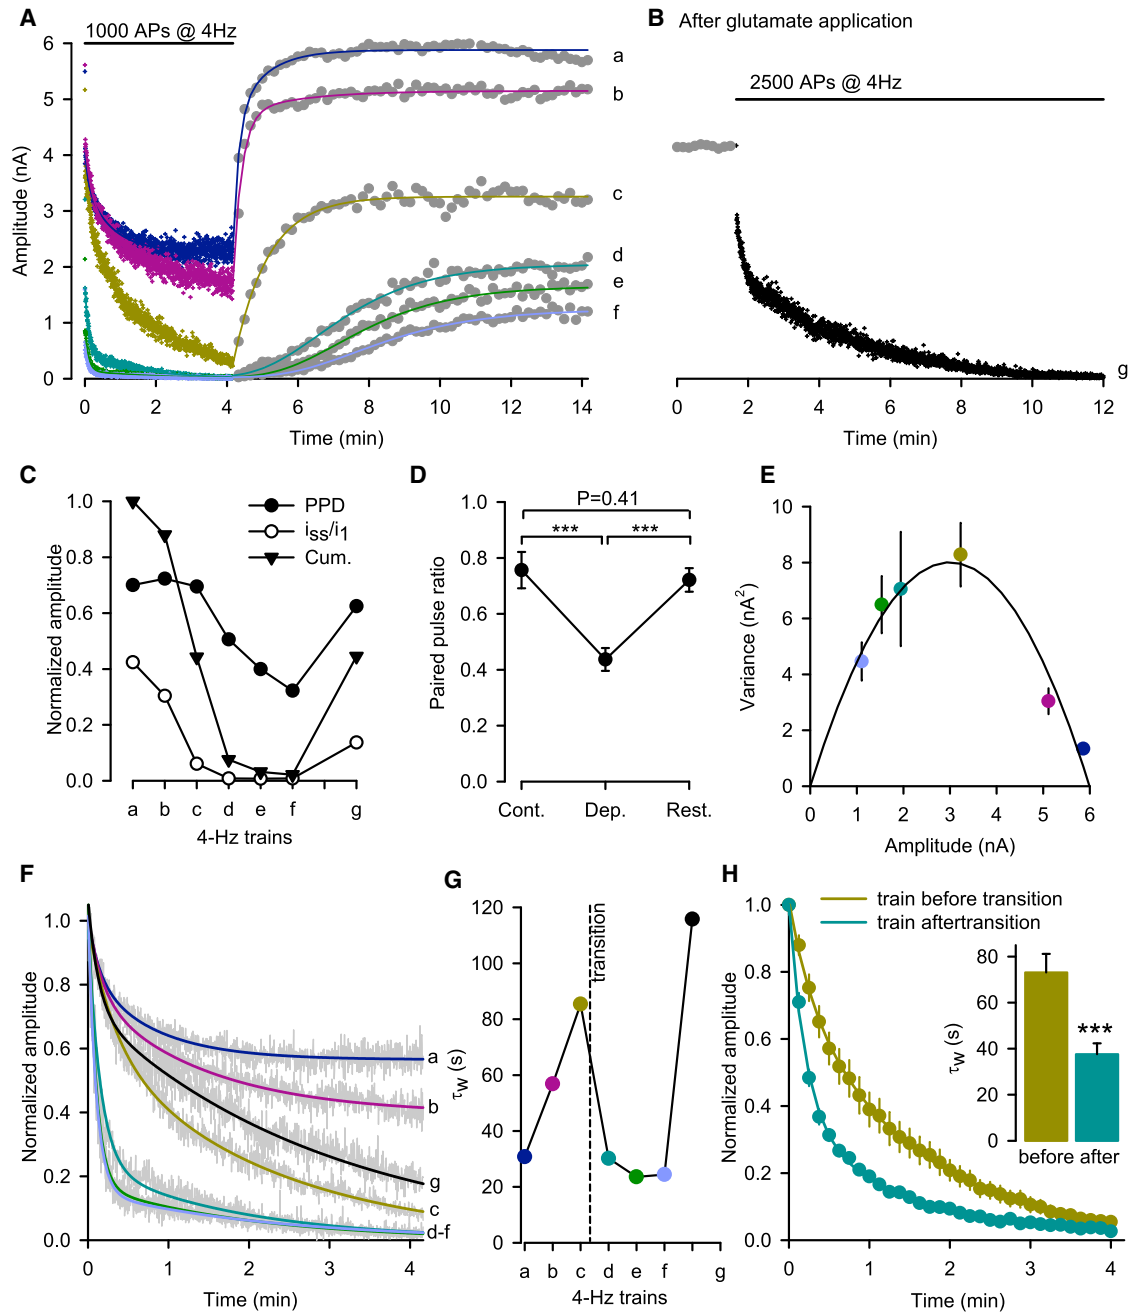 A
1000 APs @ 4Hz
6
5
4
3
2
1
0
Amplitude (nA)
a
b
c
d
e
f
0 2 4 6 8 10 12 14
Time (min)
B After glutamate application
2500 APs @ 4Hz
g
0 2 4 6 8 10 12
Time (min)
C
1.0
0.8
0.6
0.4
0.2
0.0
Normalized amplitude
PPD
iss/i1
Cum.
a b c d e f g
4-Hz trains
D
1.0
0.8
0.6
0.4
0.2
0.0
Paired pulse ratio
P=0.41
*** ***
Cont. Dep. Rest.
E
10
8
6
4
2
0
Variance (nA²)
0 1 2 3 4 5 6
Amplitude (nA)
F
1.0
0.8
0.6
0.4
0.2
0.0
Normalized amplitude
a
b
g
c
d-f
0 1 2 3 4
Time (min)
G
120
100
80
60
40
20
0
τw (s)
transition
a b c d e f g
4-Hz trains
H
train before transition
train aftertransition
1.0
0.8
0.6
0.4
0.2
0.0
Normalized amplitude
80
60
40
20
0
τw (s)
***
before after
0 1 2 3 4
Time (min)